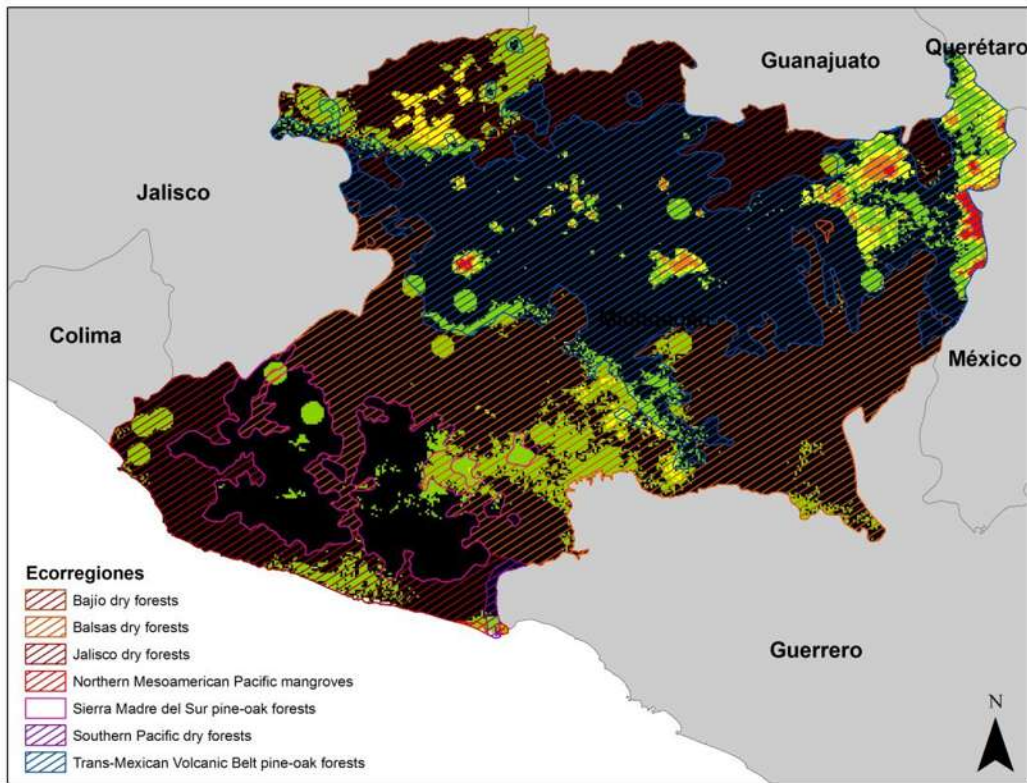 Guanajuato
Querétaro
Jalisco
Colima
Michoacán
México
Guerrero
Ecorregiones
Bajío dry forests
Balsas dry forests
Jalisco dry forests
Northern Mesoamerican Pacific mangroves
Sierra Madre del Sur pine-oak forests
Southern Pacific dry forests
Trans-Mexican Volcanic Belt pine-oak forests
N